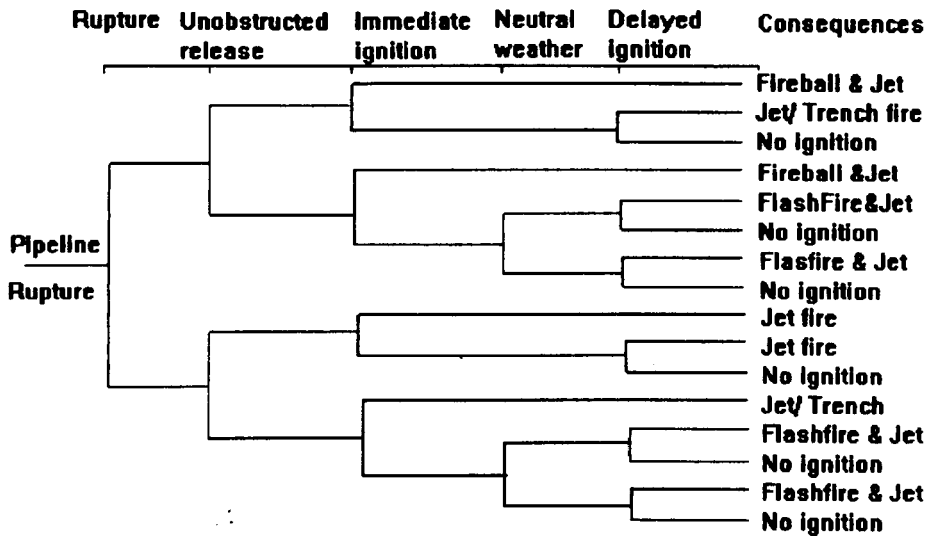 Rupture Unobstructed release Immediate ignition Neutral weather Delayed ignition Consequences
Fireball & Jet
Jet/ Trench fire
No ignition
Fireball &Jet
FlashFire&Jet
Pipeline
No ignition
Flasfire & Jet
Rupture
No ignition
Jet fire
Jet fire
No ignition
Jet/ Trench
Flashfire & Jet
No ignition
Flashfire & Jet
No ignition